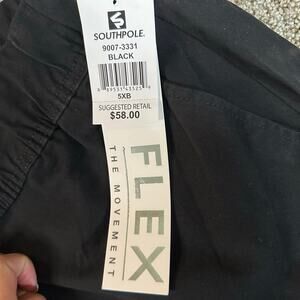 SOUTHPOLE.
9007-3331
BLACK
5XB
SUGGESTED RETAIL
$58.00
FLEX
THE MOVEMENT